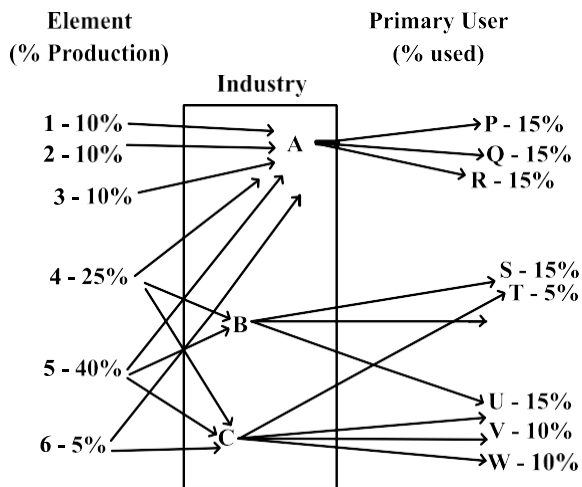 Element
(% Production)
Primary User
(% used)
Industry
1 - 10%
2 - 10%
3 - 10%
4 - 25%
5 - 40%
6 - 5%
A
B
C
P - 15%
Q - 15%
R - 15%
S - 15%
T - 5%
U - 15%
V - 10%
W - 10%